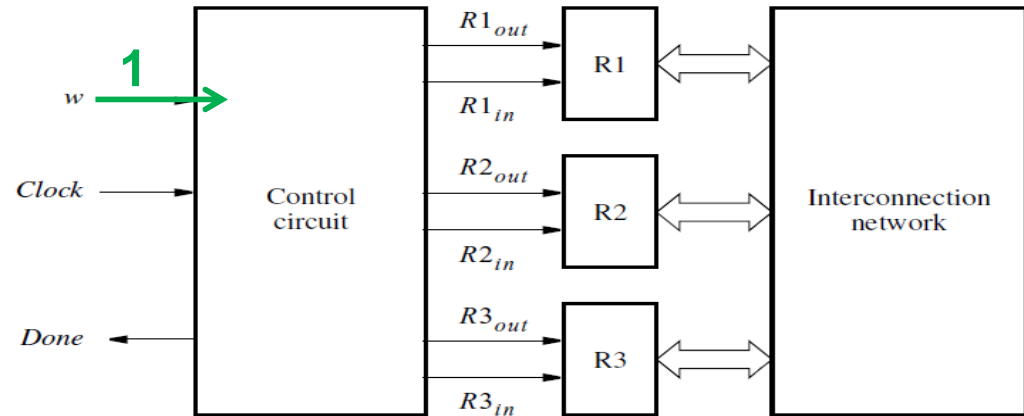 1
w
Clock
Done
Control
circuit
R1out
R1in
R2out
R2in
R3out
R3in
R1
R2
R3
Interconnection
network